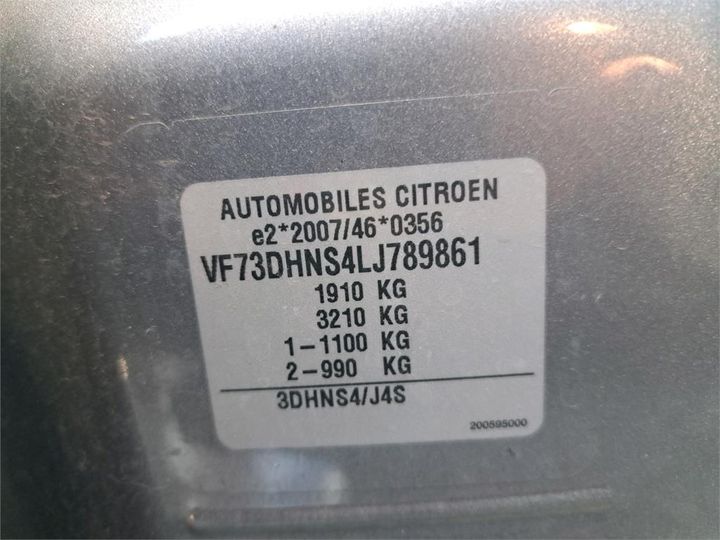 AUTOMOBILES CITROEN
e2*2007/46*0356
VF73DHNS4LJ789861
1910 KG
3210 KG
1-1100 KG
2-990 KG
3DHNS4/J4S
200595000